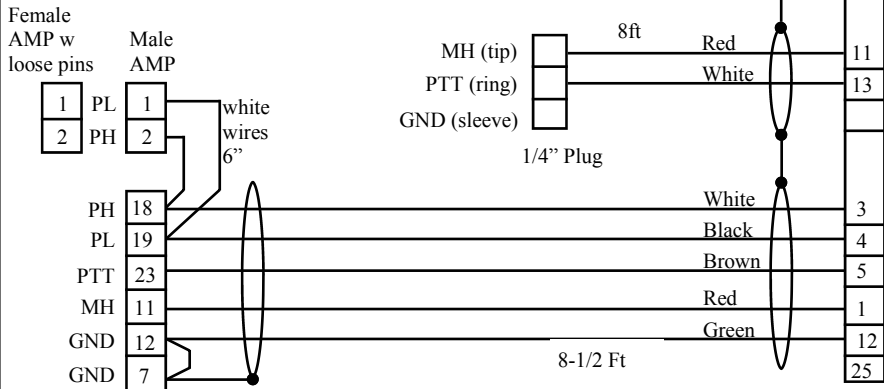 Female
AMP w
loose pins
Male
AMP
1 PL 1
2 PH 2
white
wires
6”
MH (tip)
PTT (ring)
GND (sleeve)
1/4” Plug
8ft
Red 11
White 13
PH 18 White 3
PL 19 Black 4
PTT 23 Brown 5
MH 11 Red 1
GND 12 Green 12
GND 7
8-1/2 Ft
25